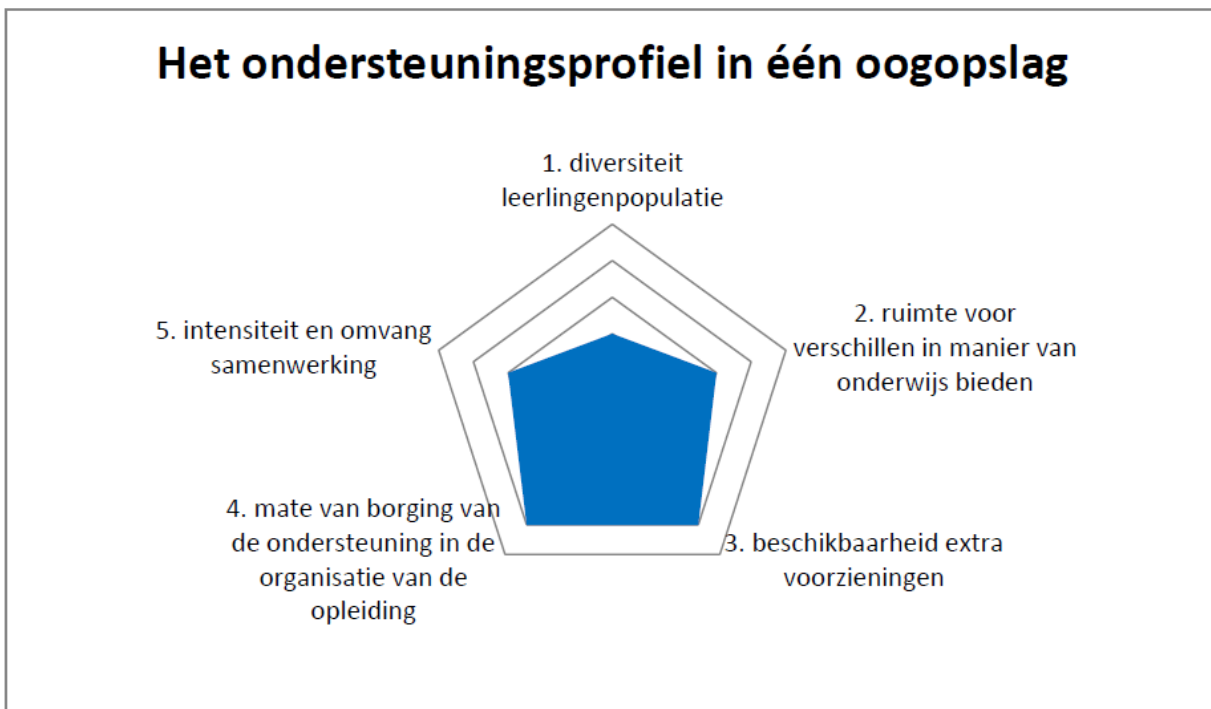 Het ondersteuningsprofiel in één oogopslag
1. diversiteit
leerlingenpopulatie
2. ruimte voor
verschillen in manier van
onderwijs bieden
3. beschikbaarheid extra
voorzieningen
4. mate van borging van
de ondersteuning in de
organisatie van de
opleiding
5. intensiteit en omvang
samenwerking